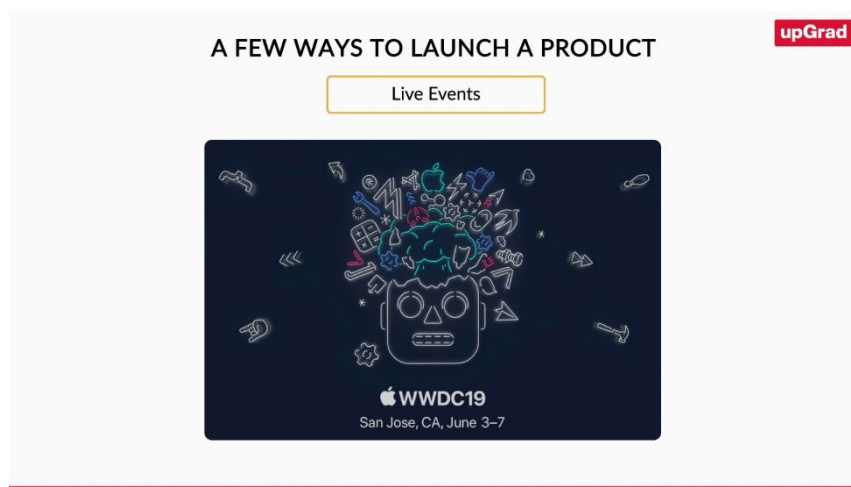 upGrad
A FEW WAYS TO LAUNCH A PRODUCT
Live Events
WWDC19
San Jose, CA, June 3–7